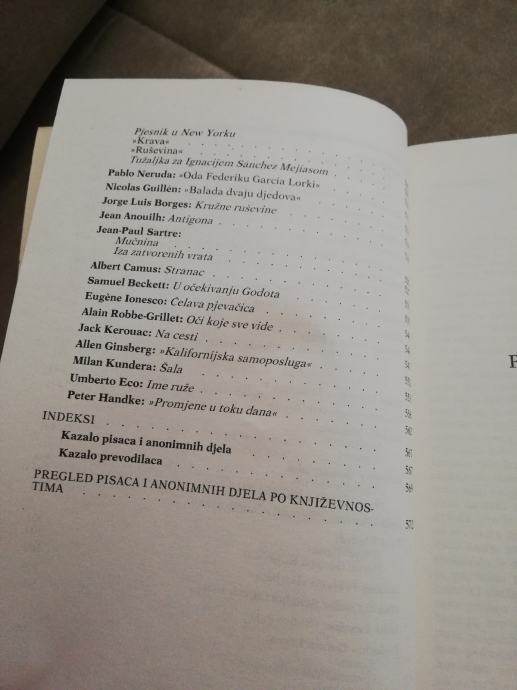 Pjesnik u New Yorku
»Krava«
»Ruševina«
Tužaljka za Ignacijem Sánchez Mejíasom
Pablo Neruda: »Oda Federiku Garcia Lorki«
Nicolas Guillén: »Balada dvaju djedova«
Jorge Luis Borges: Kružne ruševine
Jean Anouilh: Antigona
Jean-Paul Sartre:
Mučnina
Iza zatvorenih vrata
Albert Camus: Stranac
Samuel Beckett: U očekivanju Godota
Eugène Ionesco: Ćelava pjevačica
Alain Robbe-Grillet: Oči koje sve vide
Jack Kerouac: Na cesti
Allen Ginsberg: »Kalifornijska samoposluga«
Milan Kundera: Šala
Umberto Eco: Ime ruže
Peter Handke: »Promjene u toku dana«
INDEKSI
Kazalo pisaca i anonimnih djela
Kazalo prevodilaca
PREGLED PISACA I ANONIMNIH DJELA PO KNJIŽEVNOS-
TIMA 572